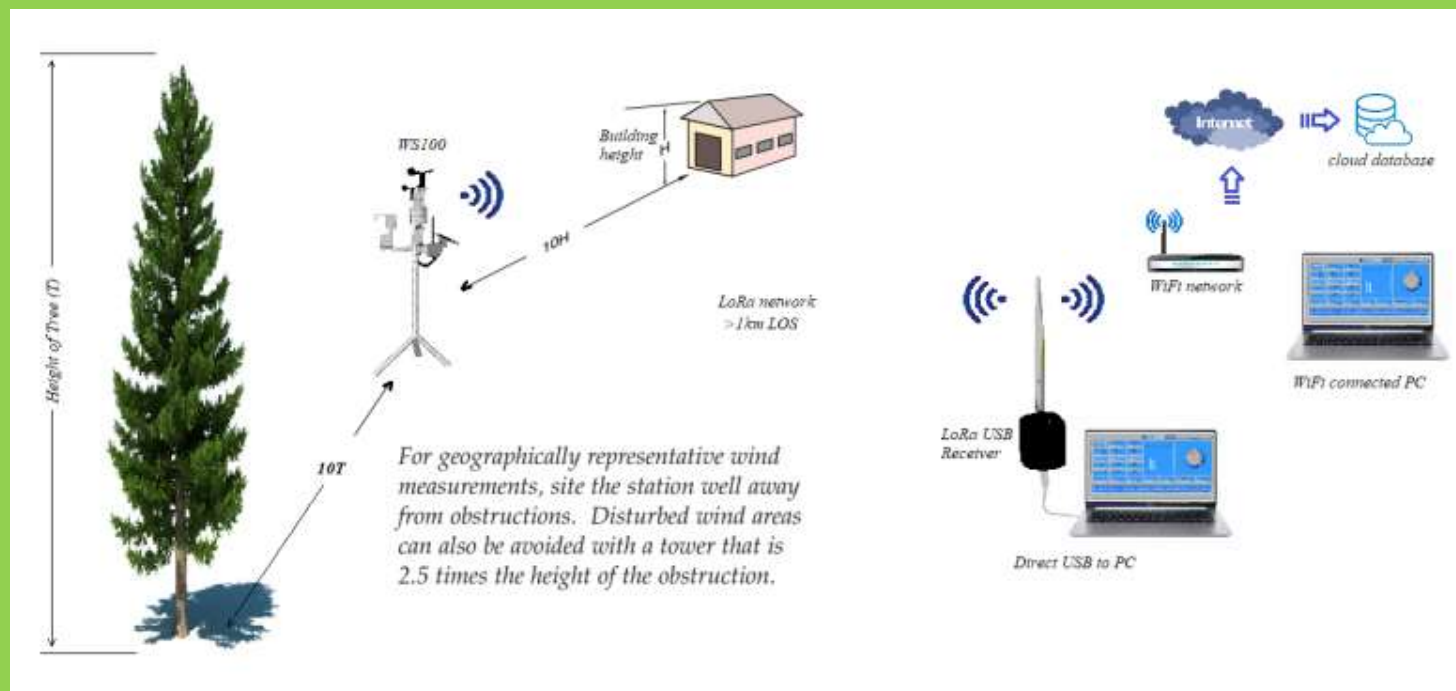 Height of Tree (T)
WS100
Building
height
H
10H
10T
LoRa network
>1km LOS
For geographically representative wind
measurements, site the station well away
from obstructions. Disturbed wind areas
can also be avoided with a tower that is
2.5 times the height of the obstruction.
Internet
cloud database
WiFi network
WiFi connected PC
LoRa USB
Receiver
Direct USB to PC